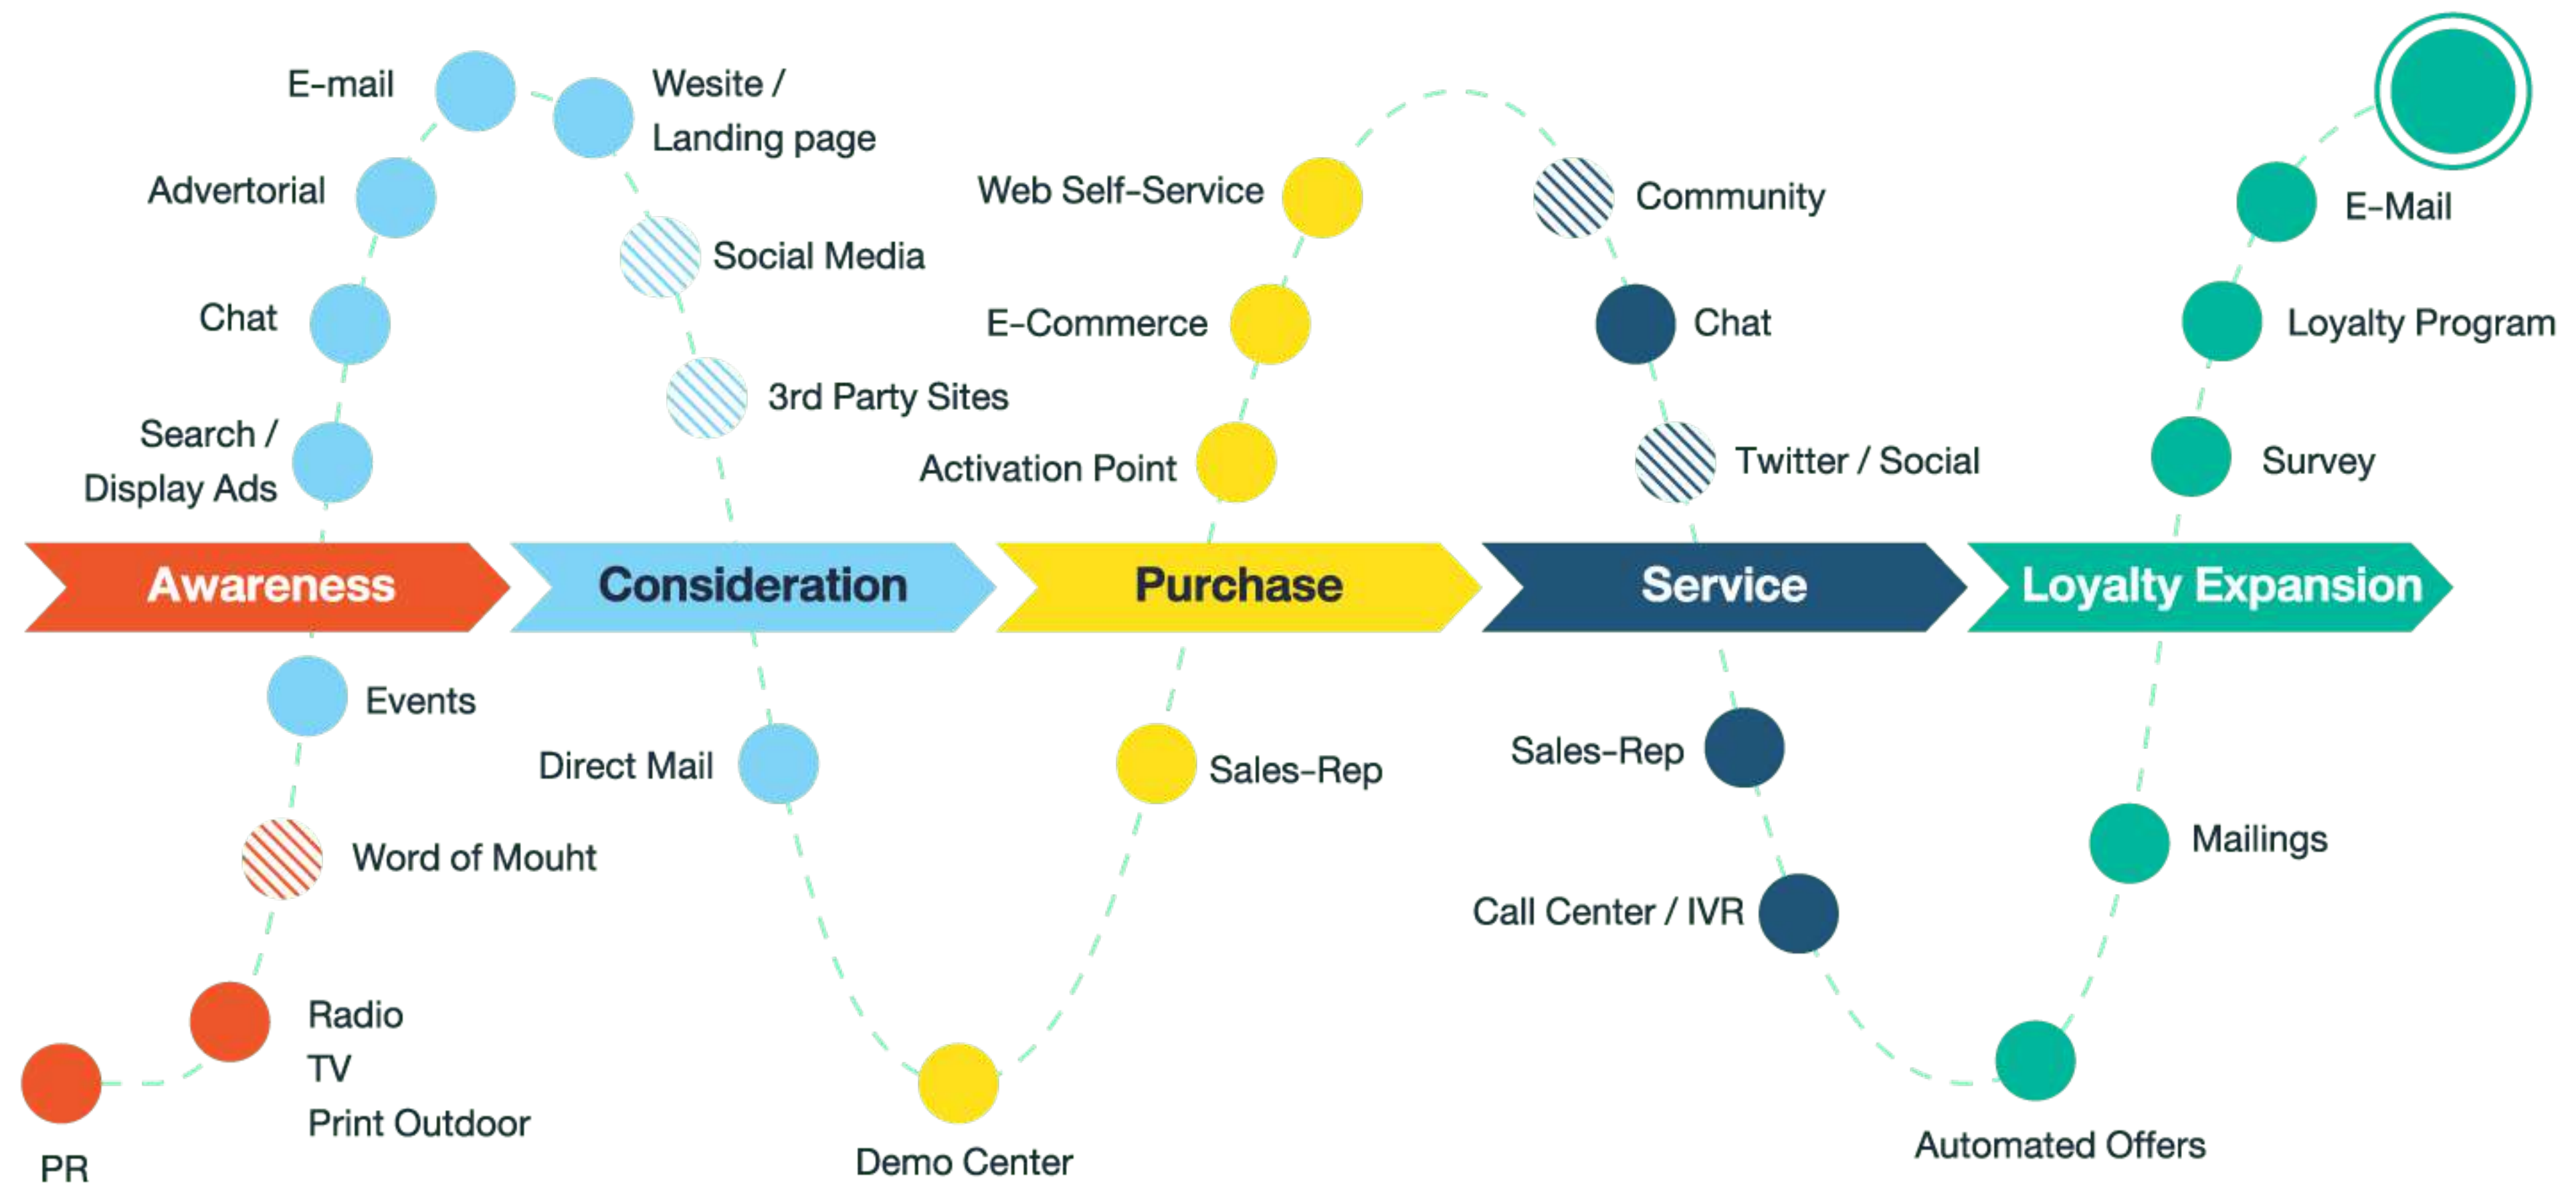 E-mail
Wesite /
Landing page
Advertorial
Social Media
Chat
3rd Party Sites
Search /
Display Ads
Web Self-Service
E-Commerce
Activation Point
Community
Chat
Twitter / Social
E-Mail
Loyalty Program
Survey
Awareness
Consideration
Purchase
Service
Loyalty Expansion
Events
Word of Mouht
Radio
TV
Print Outdoor
PR
Direct Mail
Demo Center
Sales-Rep
Sales-Rep
Call Center / IVR
Mailings
Automated Offers